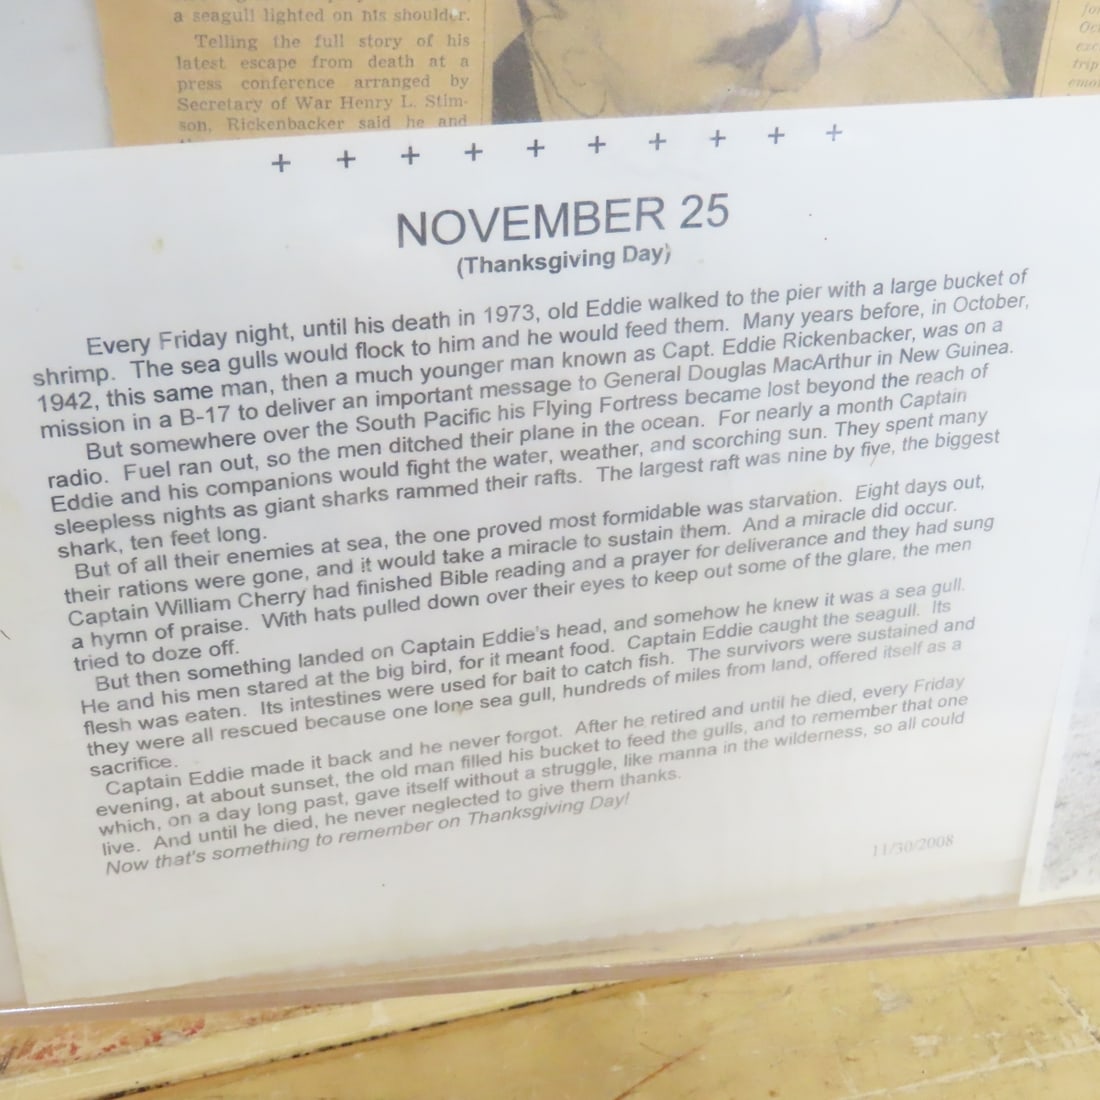 a seagull lighted on his shoulder.
Telling the full story of his
latest escape from death at a
press conference arranged by
Secretary of War Henry L. Stim-
son, Rickenbacker said he and
+ + + + + + + + + +
NOVEMBER 25
(Thanksgiving Day)
Every Friday night, until his death in 1973, old Eddie walked to the pier with a large bucket of
shrimp. The sea gulls would flock to him and he would feed them. Many years before, in October,
1942, this same man, then a much younger man known as Capt. Eddie Rickenbacker, was on a
mission in a B-17 to deliver an important message to General Douglas MacArthur in New Guinea.
But somewhere over the South Pacific his Flying Fortress became lost beyond the reach of
radio. Fuel ran out, so the men ditched their plane in the ocean. For nearly a month Captain
Eddie and his companions would fight the water, weather, and scorching sun. They spent many
sleepless nights as giant sharks rammed their rafts. The largest raft was nine by five, the biggest
shark, ten feet long.
But of all their enemies at sea, the one proved most formidable was starvation. Eight days out,
their rations were gone, and it would take a miracle to sustain them. And a miracle did occur.
Captain William Cherry had finished Bible reading and a prayer for deliverance and they had sung
a hymn of praise. With hats pulled down over their eyes to keep out some of the glare, the men
tried to doze off.
But then something landed on Captain Eddie's head, and somehow he knew it was a sea gull.
He and his men stared at the big bird, for it meant food. Captain Eddie caught the seagull. Its
flesh was eaten. Its intestines were used for bait to catch fish. The survivors were sustained and
they were all rescued because one lone sea gull, hundreds of miles from land, offered itself as a
sacrifice.
Captain Eddie made it back and he never forgot. After he retired and until he died, every Friday
evening, at about sunset, the old man filled his bucket to feed the gulls, and to remember that one
which, on a day long past, gave itself without a struggle, like manna in the wilderness, so all could
live. And until he died, he never neglected to give them thanks.
Now that's something to remember on Thanksgiving Day!
11/30/2008